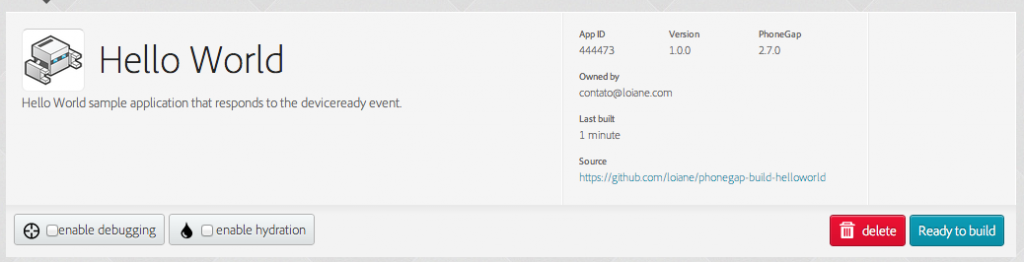 Hello World
Hello World sample application that responds to the deviceready event.
App ID Version PhoneGap
444473 1.0.0 2.7.0
Owned by
contato@loiane.com
Last built
1 minute
Source
https://github.com/loiane/phonegap-build-helloworld
enable debugging enable hydration delete Ready to build